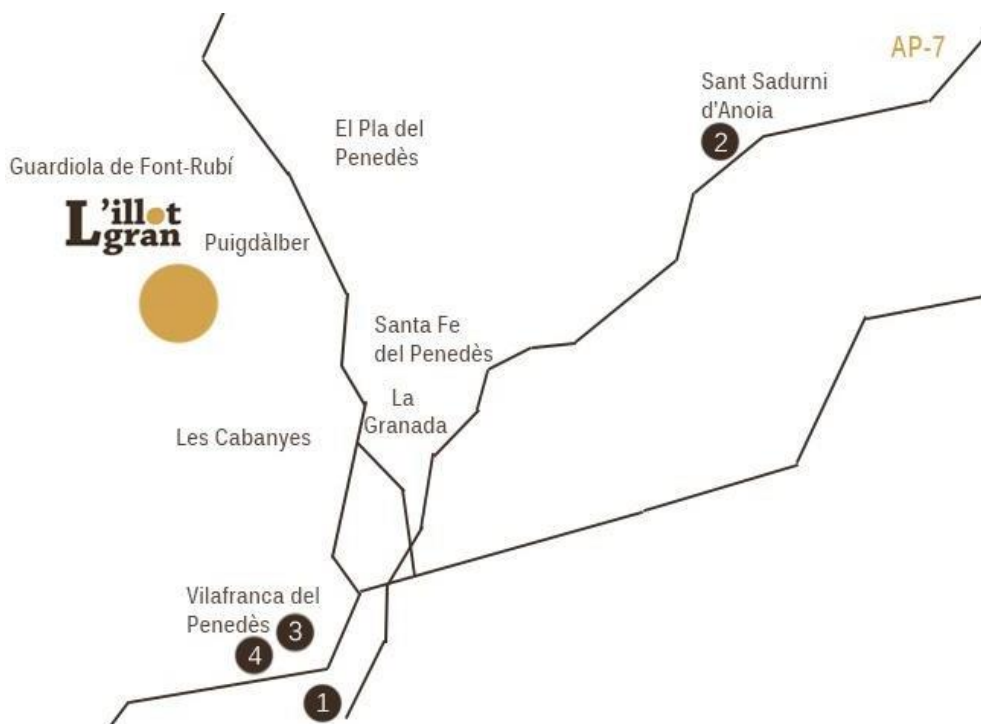 AP-7
Sant Sadurni
d'Anoia
2
El Pla del
Penedès
Guardiola de Font-Rubí
L'illot
gran
Puigdàlber
Santa Fe
del Penedès
La
Granada
Les Cabanyes
Vilafranca del
Penedès
3
4
1